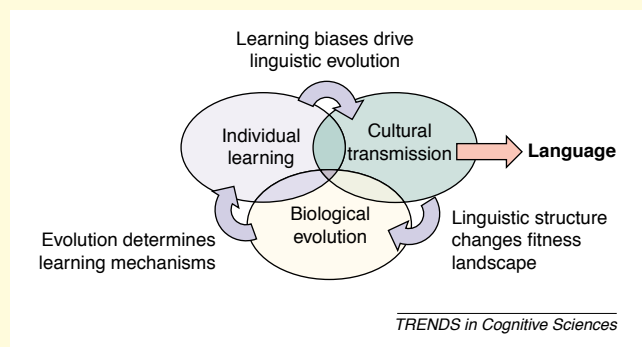 Learning biases drive
linguistic evolution
Individual
learning
Cultural
transmission
Language
Biological
evolution
Evolution determines
learning mechanisms
Linguistic structure
changes fitness
landscape
TRENDS in Cognitive Sciences